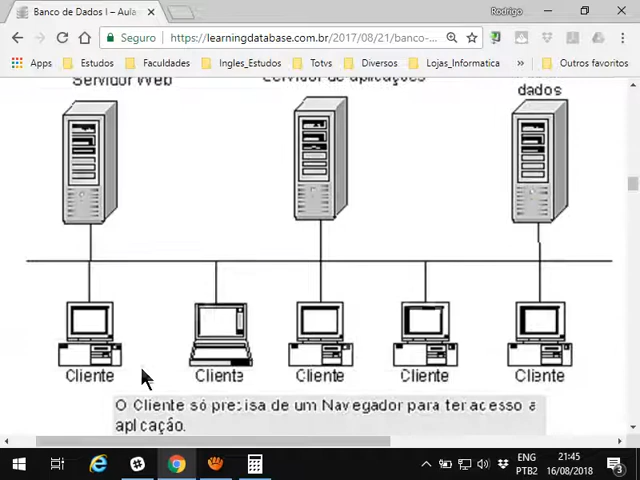 Banco de Dados I – Aula
Rodrigo
Seguro
https://learningdatabase.com.br/2017/08/21/banco-...
Apps
Estudos
Faculdades
Ingles_Estudos
Totvs
Diversos
Lojas_Informatica
»
Outros favoritos
Servidor Web
Servidor de aplicações
dados
Cliente
Cliente
Cliente
Cliente
Cliente
O Cliente só precisa de um Navegador para ter acesso a
aplicação.
ENG
PTB2
21:45
16/08/2018
3